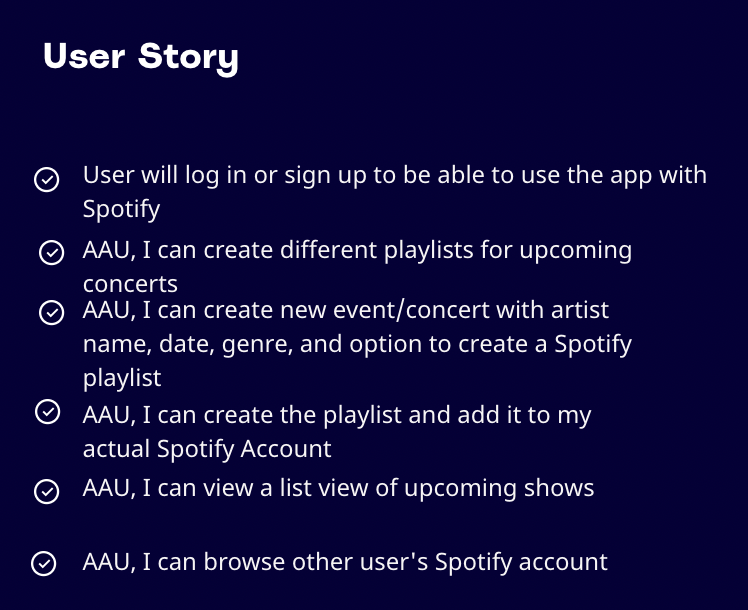 User Story
User will log in or sign up to be able to use the app with
Spotify
AAU, I can create different playlists for upcoming
concerts
AAU, I can create new event/concert with artist
name, date, genre, and option to create a Spotify
playlist
AAU, I can create the playlist and add it to my
actual Spotify Account
AAU, I can view a list view of upcoming shows
AAU, I can browse other user's Spotify account